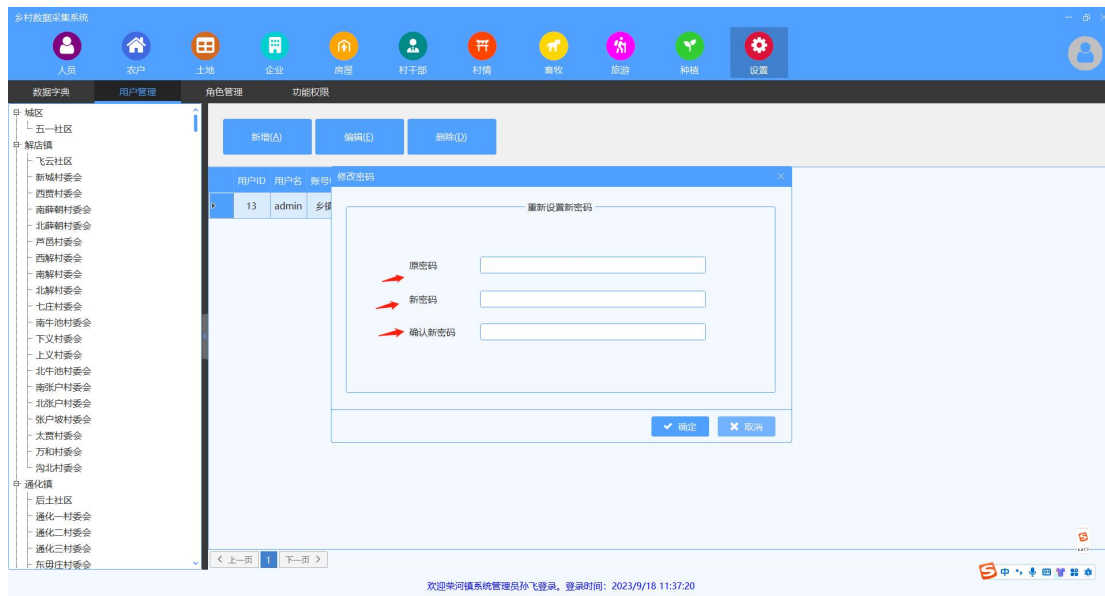 乡村数据采集系统
人员 农户 土地 企业 房屋 村干部 村情 畜牧 旅游 种植 设置
数据字典 用户管理 角色管理 功能权限
城区
五一社区
解店镇
飞云社区
新城村委会
西贾村委会
南薛朝村委会
北薛朝村委会
芦邑村委会
西解村委会
南解村委会
北解村委会
七庄村委会
南牛池村委会
下义村委会
上义村委会
北牛池村委会
南张户村委会
北张户村委会
张户坡村委会
太贾村委会
万和村委会
沟北村委会
通化镇
后土社区
通化一村委会
通化二村委会
通化三村委会
东毋庄村委会
新增(A) 编辑(E) 删除(D)
用户ID 用户名 账号
13 admin 乡镇
修改密码
重新设置新密码
原密码
新密码
确认新密码
确定 取消
上一页 1 下一页
中
欢迎荣河镇系统管理员孙飞登录。登录时间：2023/9/18 11:37:20